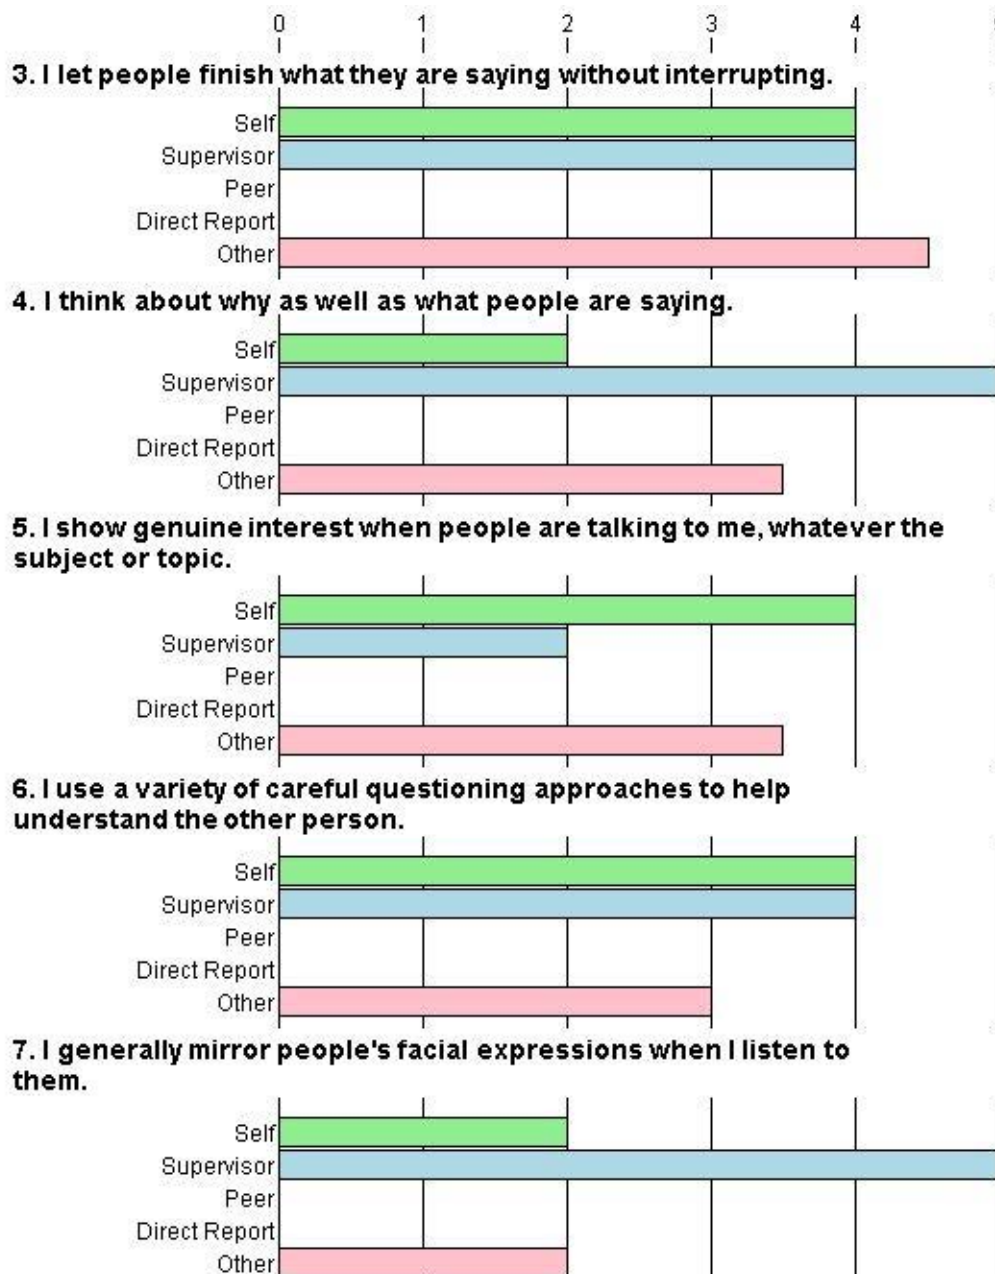 0 1 2 3 4
3. I let people finish what they are saying without interrupting.
Self
Supervisor
Peer
Direct Report
Other
4. I think about why as well as what people are saying.
Self
Supervisor
Peer
Direct Report
Other
5. I show genuine interest when people are talking to me, whatever the
subject or topic.
Self
Supervisor
Peer
Direct Report
Other
6. I use a variety of careful questioning approaches to help
understand the other person.
Self
Supervisor
Peer
Direct Report
Other
7. I generally mirror people's facial expressions when I listen to
them.
Self
Supervisor
Peer
Direct Report
Other